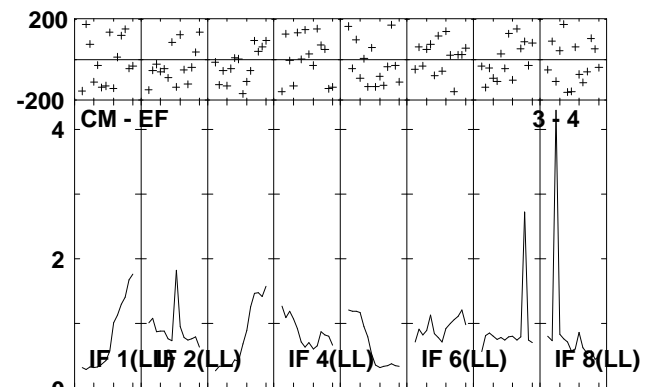 200
-200
CM - EF 3 - 4
4
2
IF 1(LL) IF 2(LL) IF 4(LL) IF 6(LL) IF 8(LL)
0